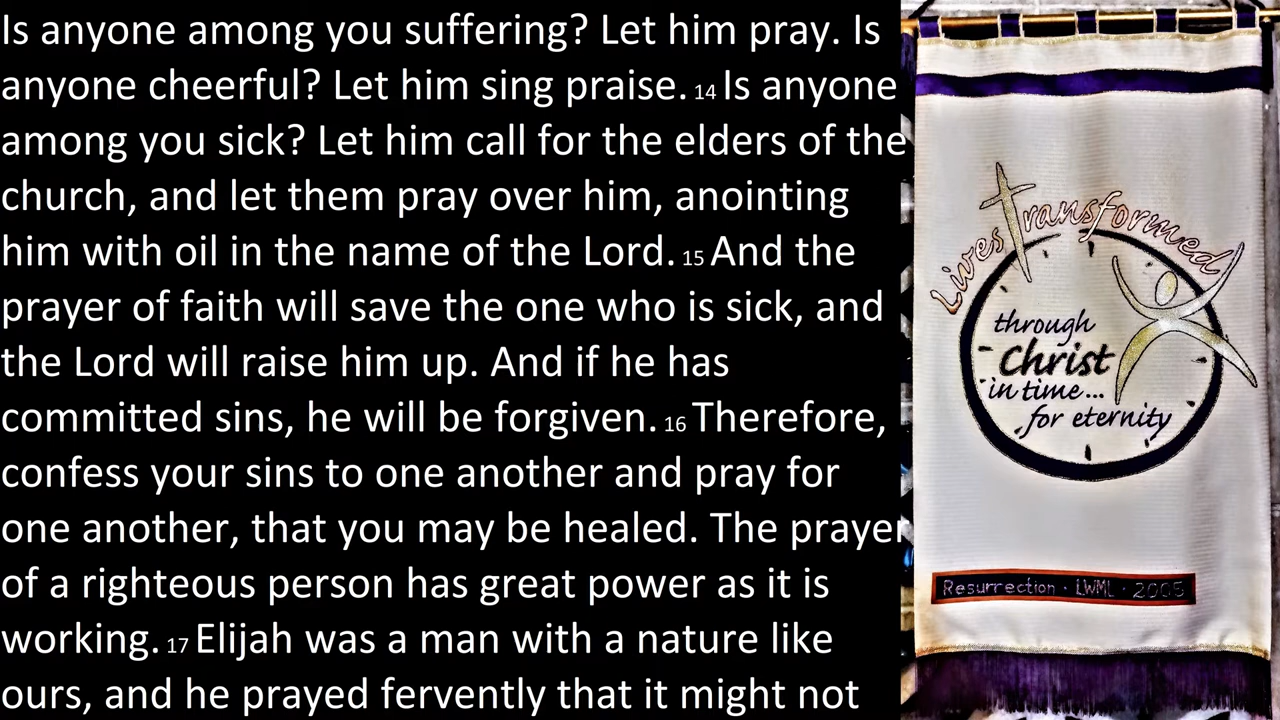 Is anyone among you suffering? Let him pray. Is
anyone cheerful? Let him sing praise. 14 Is anyone
among you sick? Let him call for the elders of the
church, and let them pray over him, anointing
him with oil in the name of the Lord. 15 And the
prayer of faith will save the one who is sick, and
the Lord will raise him up. And if he has
committed sins, he will be forgiven. 16 Therefore,
confess your sins to one another and pray for
one another, that you may be healed. The prayer
of a righteous person has great power as it is
working. 17 Elijah was a man with a nature like
ours, and he prayed fervently that it might not
Lives Transformed
through
Christ
in time...
for eternity
Resurrection · LWML · 2005